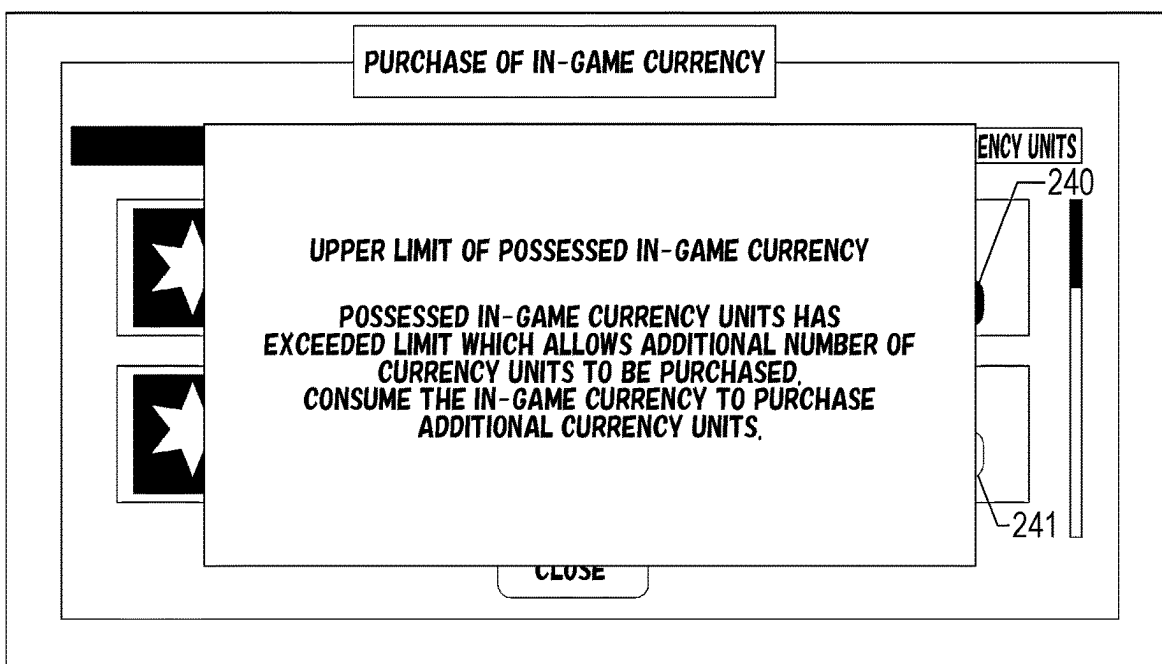 PURCHASE OF IN-GAME CURRENCY
ENCY UNITS
240
UPPER LIMIT OF POSSESSED IN-GAME CURRENCY
POSSESSED IN-GAME CURRENCY UNITS HAS
EXCEEDED LIMIT WHICH ALLOWS ADDITIONAL NUMBER OF
CURRENCY UNITS TO BE PURCHASED.
CONSUME THE IN-GAME CURRENCY TO PURCHASE
ADDITIONAL CURRENCY UNITS.
241
CLOSE